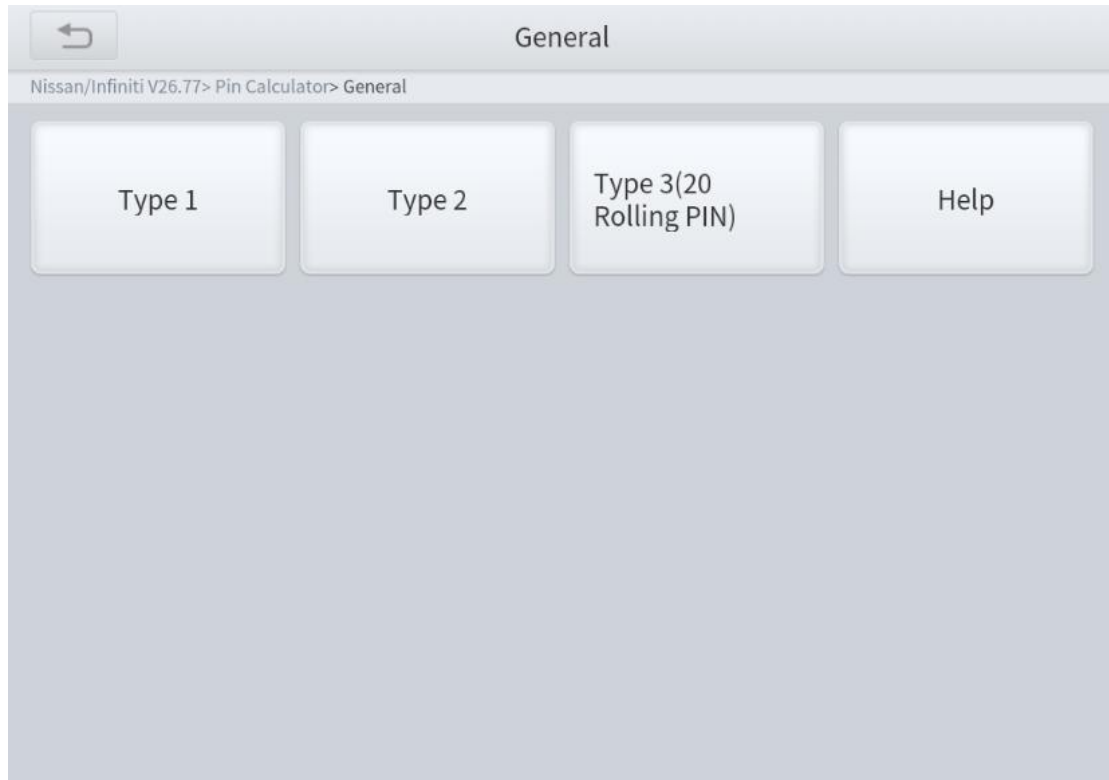 General
Nissan/Infiniti V26.77> Pin Calculator> General
Type 1
Type 2
Type 3(20
Rolling PIN)
Help